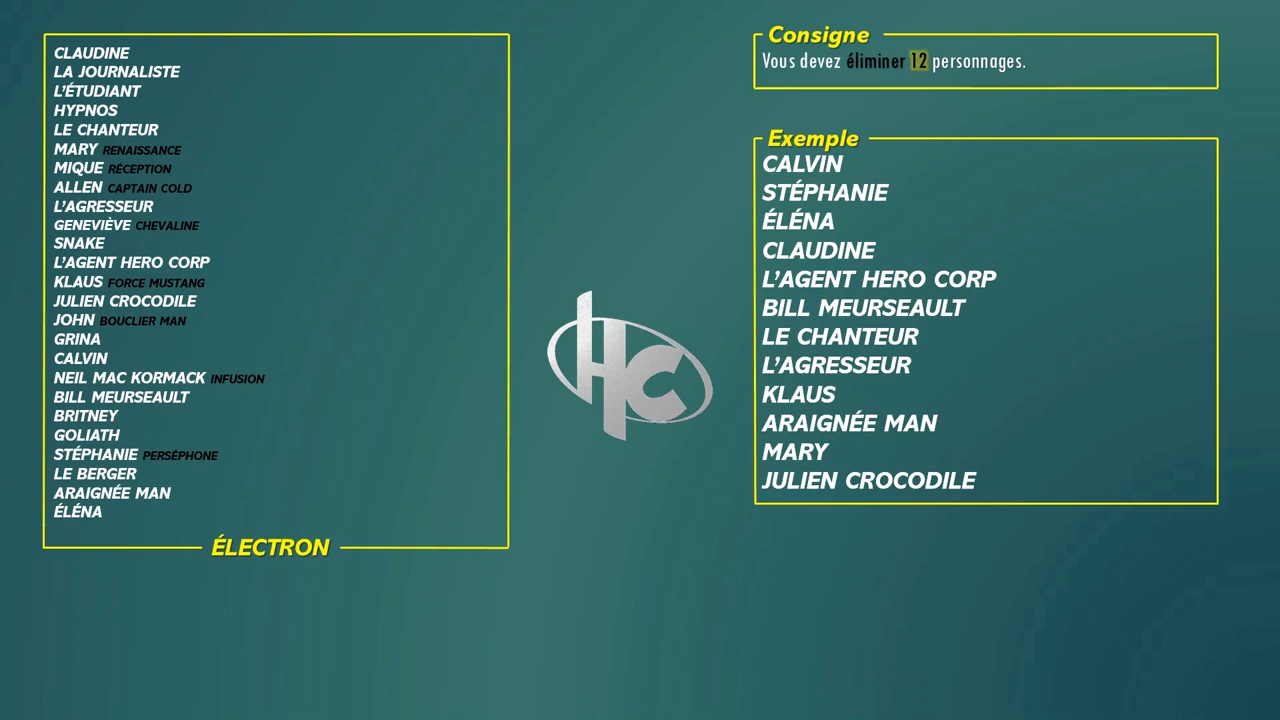 CLAUDINE
LA JOURNALISTE
L'ÉTUDIANT
HYPNOS
LE CHANTEUR
MARY RENAISSANCE
MIQUE RÉCEPTION
ALLEN CAPTAIN COLD
L'AGRESSEUR
GENEVIÈVE CHEVALINE
SNAKE
L'AGENT HERO CORP
KLAUS FORCE MUSTANG
JULIEN CROCODILE
JOHN BOUCLIER MAN
GRINA
CALVIN
NEIL MAC KORMACK INFUSION
BILL MEURSEAULT
BRITNEY
GOLIATH
STÉPHANIE PERSÉPHONE
LE BERGER
ARAIGNÉE MAN
ÉLÉNA
ÉLECTRON
HC
Consigne
Vous devez éliminer 12 personnages.
Exemple
CALVIN
STÉPHANIE
ÉLÉNA
CLAUDINE
L'AGENT HERO CORP
BILL MEURSEAULT
LE CHANTEUR
L'AGRESSEUR
KLAUS
ARAIGNÉE MAN
MARY
JULIEN CROCODILE